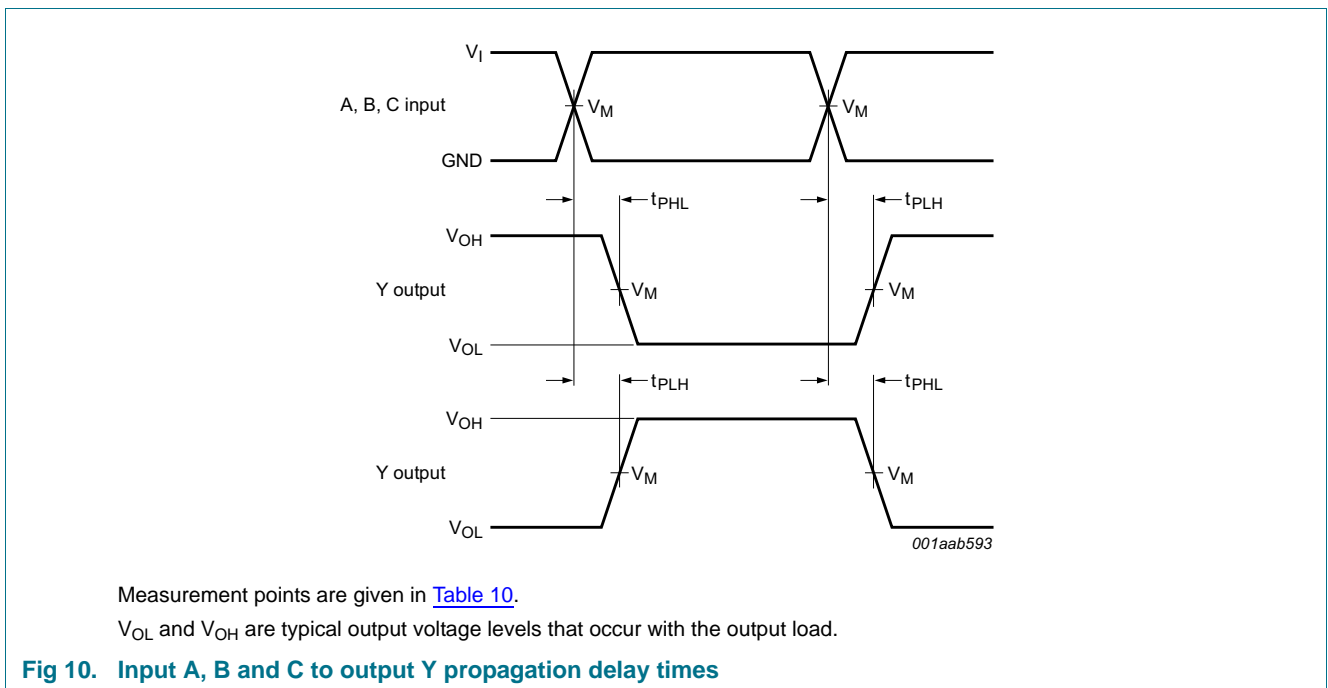 V_I
A, B, C input
V_M
V_M
GND
t_PHL
t_PLH
V_OH
Y output
V_M
V_M
V_OL
t_PLH
t_PHL
V_OH
Y output
V_M
V_M
V_OL
001aab593
Measurement points are given in Table 10.
V_OL and V_OH are typical output voltage levels that occur with the output load.
Fig 10. Input A, B and C to output Y propagation delay times